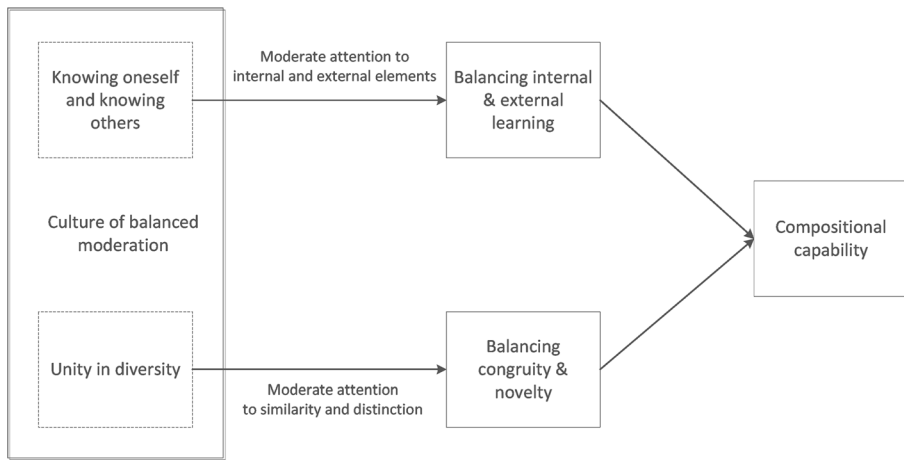 Knowing oneself
and knowing
others
Moderate attention to
internal and external elements
Balancing internal
& external
learning
Culture of balanced
moderation
Compositional
capability
Unity in diversity
Moderate attention
to similarity and distinction
Balancing
congruity &
novelty